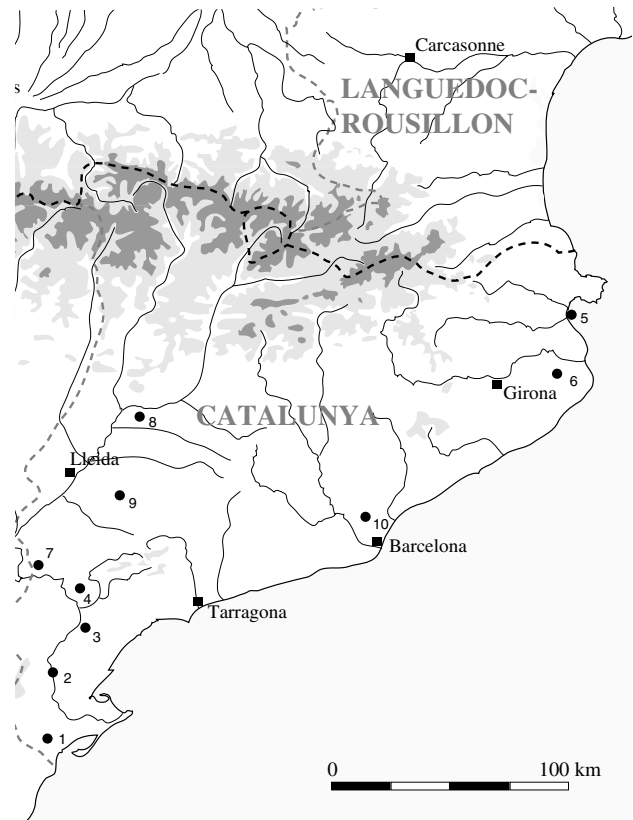 Carcasonne
s
LANGUEDOC-
ROUSILLON
5
6
Girona
CATALUNYA
8
Lleida
9
10
Barcelona
7
4
Tarragona
3
2
1
0 100 km